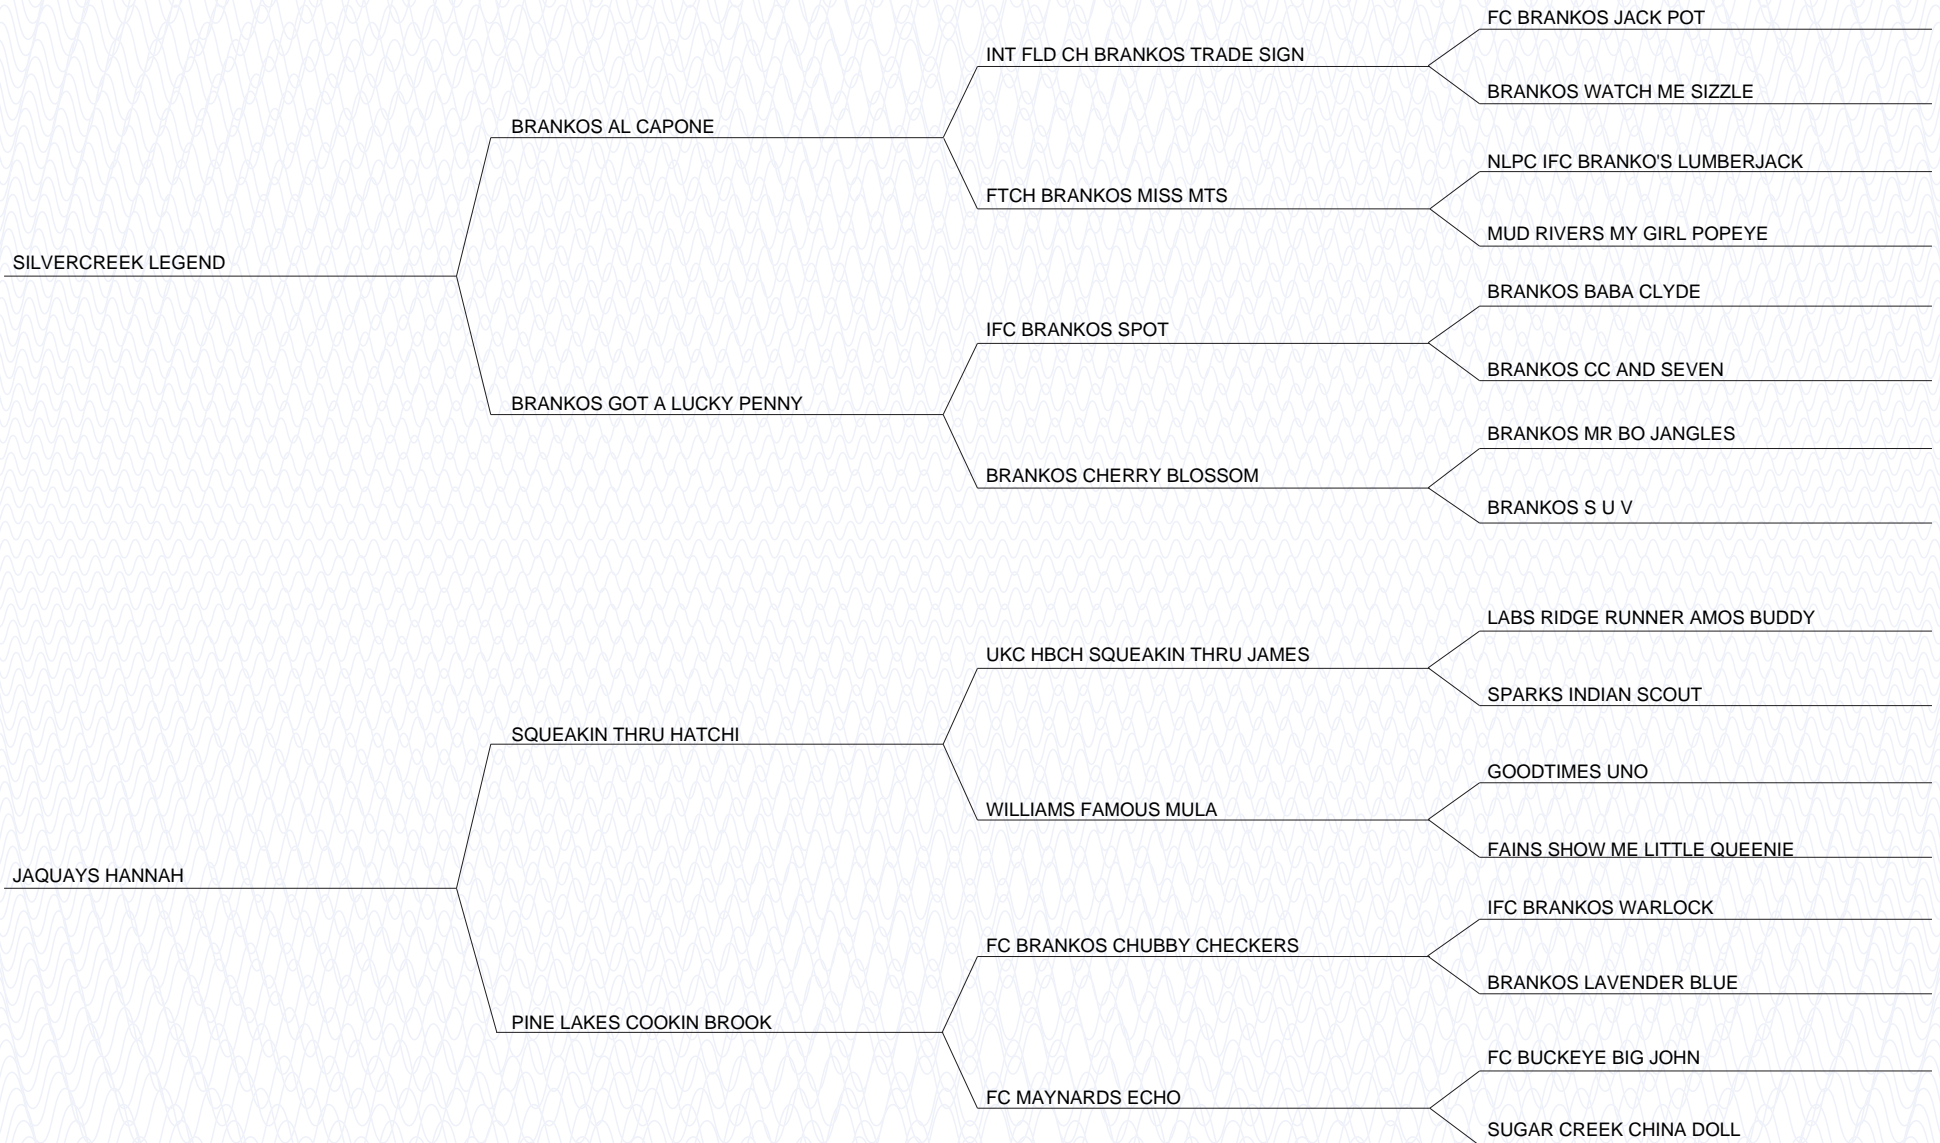 FC BRANKOS JACK POT
INT FLD CH BRANKOS TRADE SIGN
BRANKOS WATCH ME SIZZLE
BRANKOS AL CAPONE
NLPC IFC BRANKO'S LUMBERJACK
FTCH BRANKOS MISS MTS
MUD RIVERS MY GIRL POPEYE
SILVERCREEK LEGEND
BRANKOS BABA CLYDE
IFC BRANKOS SPOT
BRANKOS CC AND SEVEN
BRANKOS GOT A LUCKY PENNY
BRANKOS MR BO JANGLES
BRANKOS CHERRY BLOSSOM
BRANKOS S U V
LABS RIDGE RUNNER AMOS BUDDY
UKC HBCH SQUEAKIN THRU JAMES
SPARKS INDIAN SCOUT
SQUEAKIN THRU HATCHI
GOODTIMES UNO
WILLIAMS FAMOUS MULA
FAINS SHOW ME LITTLE QUEENIE
JAQUAYS HANNAH
IFC BRANKOS WARLOCK
FC BRANKOS CHUBBY CHECKERS
BRANKOS LAVENDER BLUE
PINE LAKES COOKIN BROOK
FC BUCKEYE BIG JOHN
FC MAYNARDS ECHO
SUGAR CREEK CHINA DOLL